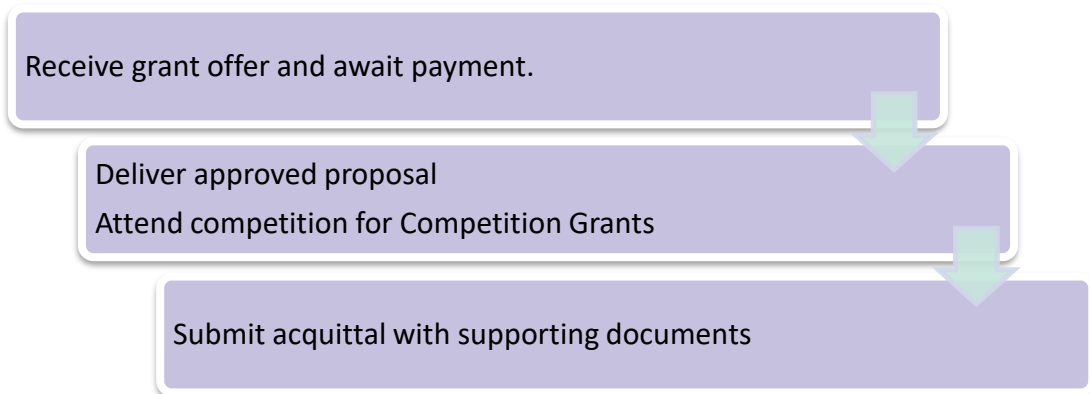 Receive grant offer and await payment.
Deliver approved proposal
Attend competition for Competition Grants
Submit acquittal with supporting documents